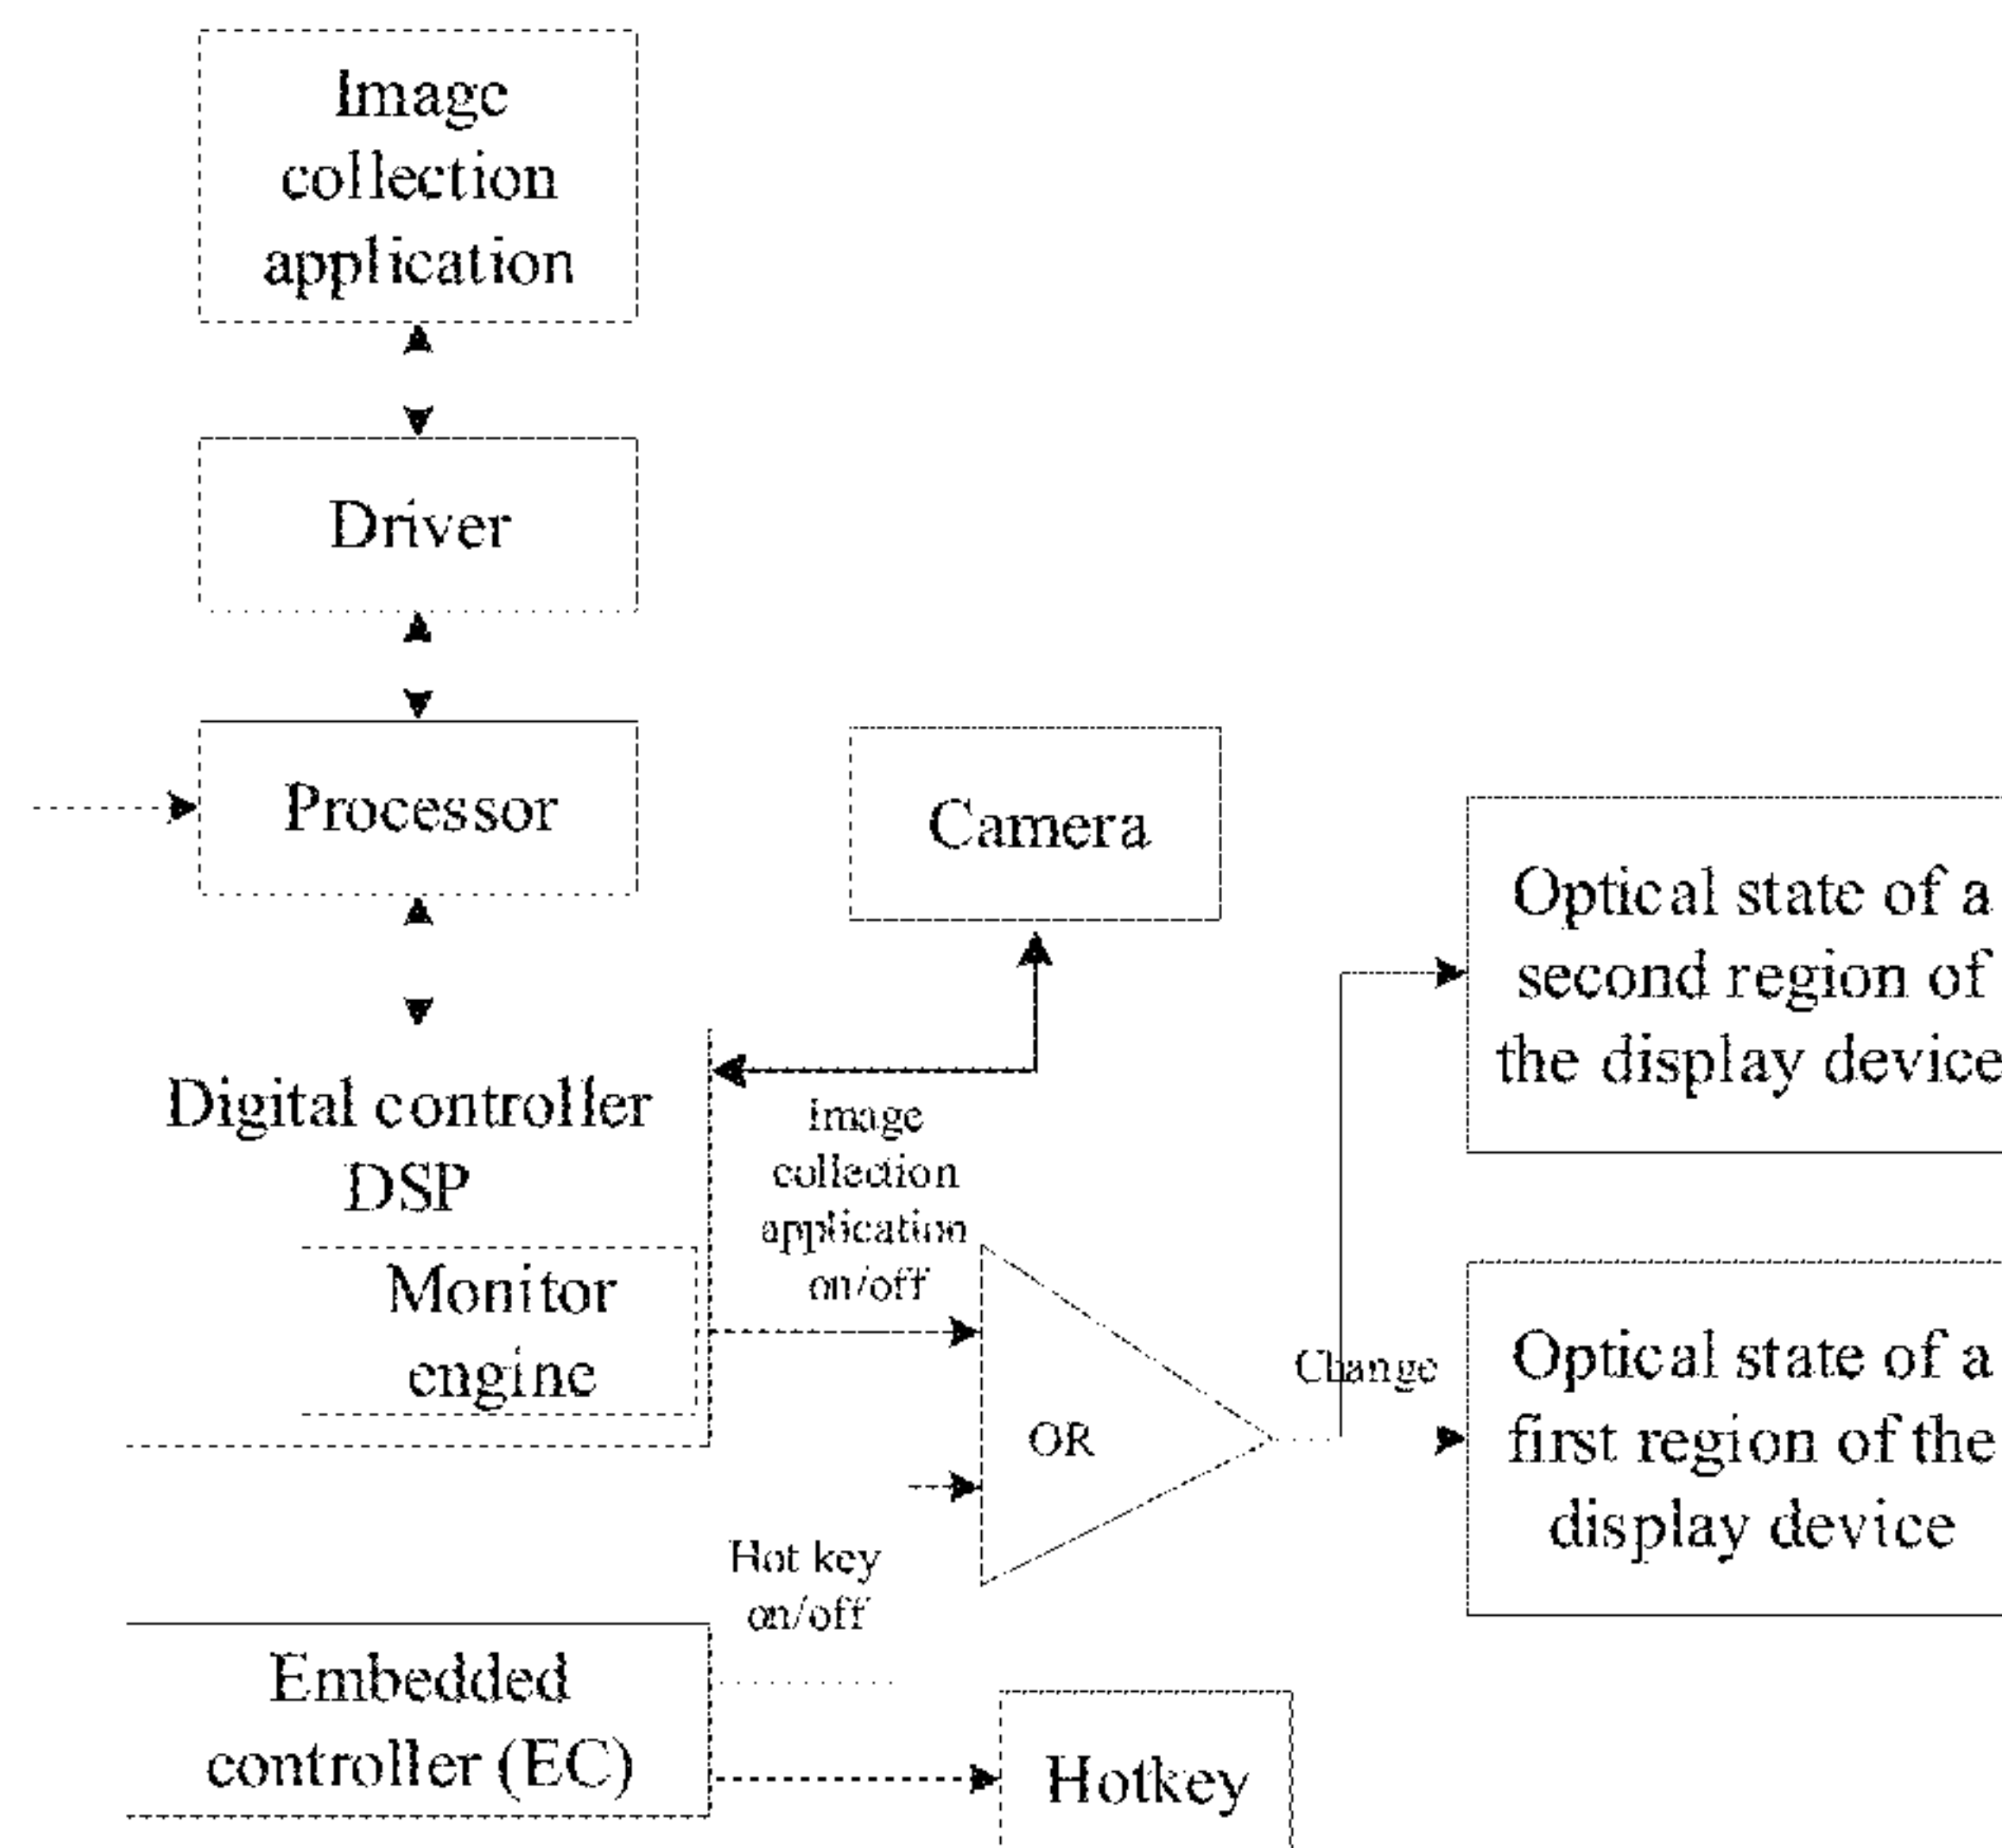 Image
collection
application
Driver
Processor
Camera
Optical state of a
second region of
the display device
Digital controller
DSP
Image
collection
application
on/off
Monitor
engine
OR
Change
Optical state of a
first region of the
display device
Hot key
on/off
Embedded
controller (EC)
Hotkey